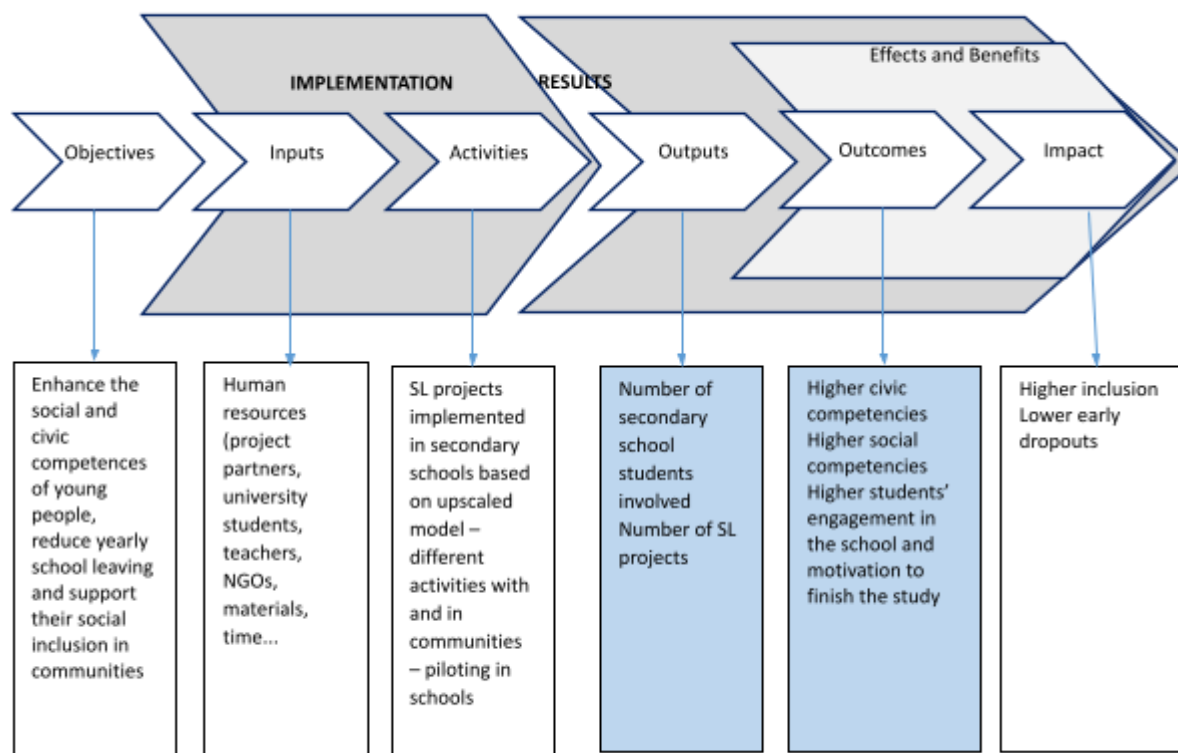 Effects and Benefits
IMPLEMENTATION
RESULTS
Objectives
Inputs
Activities
Outputs
Outcomes
Impact
Enhance the
social and
civic
competences
of young
people,
reduce yearly
school leaving
and support
their social
inclusion in
communities
Human
resources
(project
partners,
university
students,
teachers,
NGOs,
materials,
time...
SL projects
implemented
in secondary
schools based
on upscaled
model –
different
activities with
and in
communities
– piloting in
schools
Number of
secondary
school
students
involved
Number of SL
projects
Higher civic
competencies
Higher social
competencies
Higher students’
engagement in
the school and
motivation to
finish the study
Higher inclusion
Lower early
dropouts